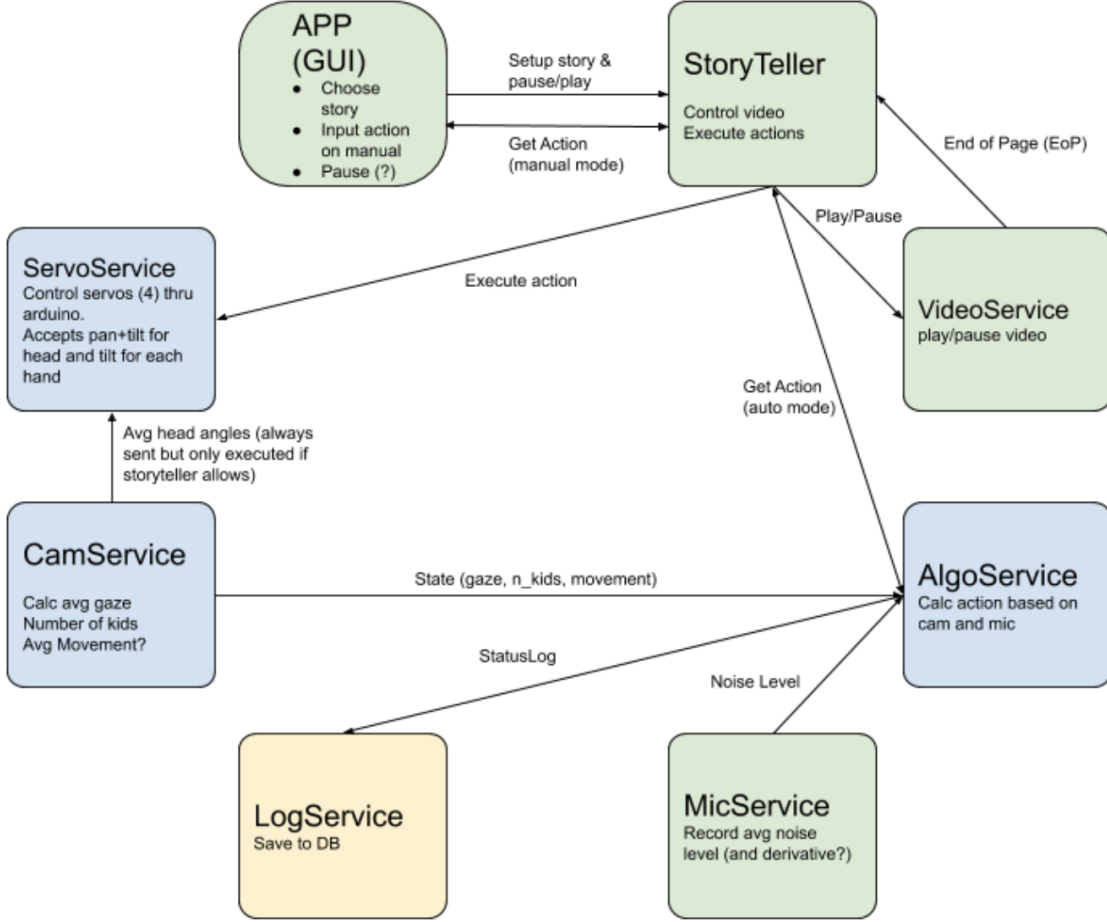 APP
(GUI)
● Choose
story
● Input action
on manual
● Pause (?)
Setup story &
pause/play
Get Action
(manual mode)
StoryTeller
Control video
Execute actions
End of Page (EoP)
Play/Pause
ServoService
Control servos (4) thru
arduino.
Accepts pan+tilt for
head and tilt for each
hand
Execute action
VideoService
play/pause video
Get Action
(auto mode)
Avg head angles (always
sent but only executed if
storyteller allows)
CamService
Calc avg gaze
Number of kids
Avg Movement?
State (gaze, n_kids, movement)
AlgoService
Calc action based on
cam and mic
StatusLog
Noise Level
LogService
Save to DB
MicService
Record avg noise
level (and derivative?)